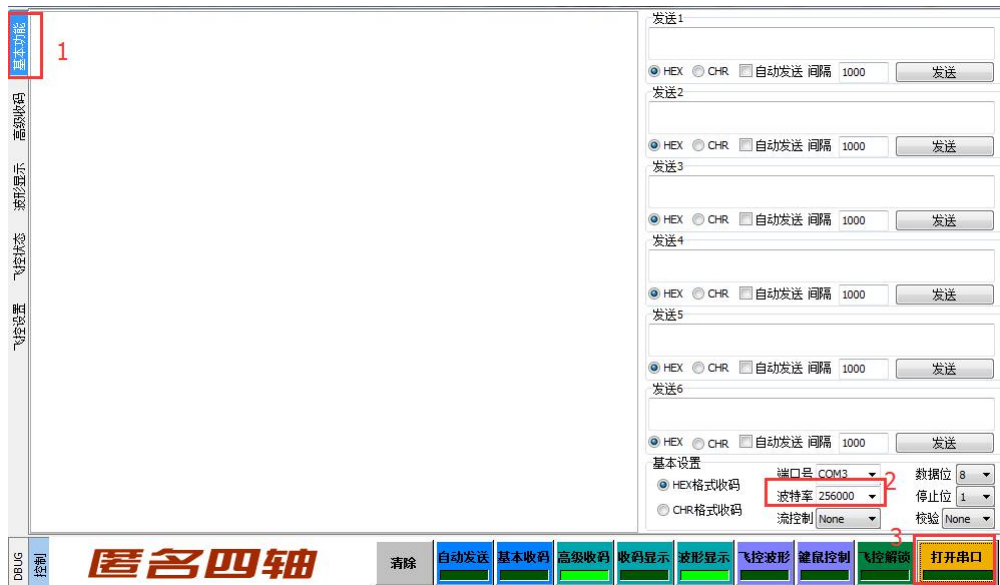 基本功能
1
高级收码
波形显示
飞控状态
飞控设置
发送1
HEX CHR 自动发送 间隔 1000 发送
发送2
HEX CHR 自动发送 间隔 1000 发送
发送3
HEX CHR 自动发送 间隔 1000 发送
发送4
HEX CHR 自动发送 间隔 1000 发送
发送5
HEX CHR 自动发送 间隔 1000 发送
发送6
HEX CHR 自动发送 间隔 1000 发送
基本设置
端口号 COM3 数据位 8
HEX格式收码
2
波特率 256000 停止位 1
CHR格式收码
流控制 None 校验 None
3
DBUG
控制
匿名四轴
清除 自动发送 基本收码 高级收码 收码显示 波形显示 飞控波形 键鼠控制 飞控解锁 打开串口